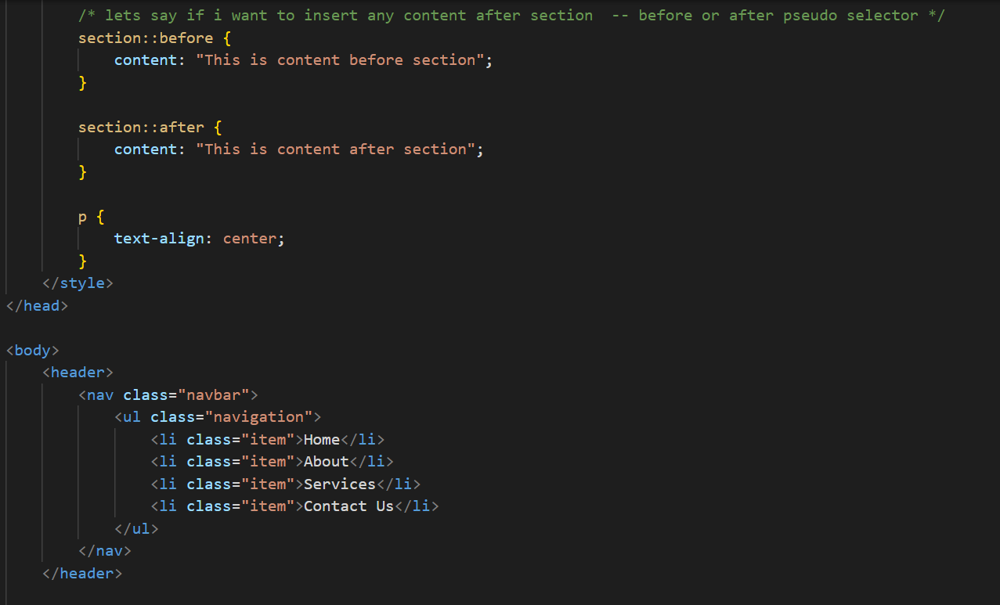 /* lets say if i want to insert any content after section  -- before or after pseudo selector */
section::before {
content: "This is content before section";
}
section::after {
content: "This is content after section";
}
p {
text-align: center;
}
</style>
</head>
<body>
<header>
<nav class="navbar">
<ul class="navigation">
<li class="item">Home</li>
<li class="item">About</li>
<li class="item">Services</li>
<li class="item">Contact Us</li>
</ul>
</nav>
</header>